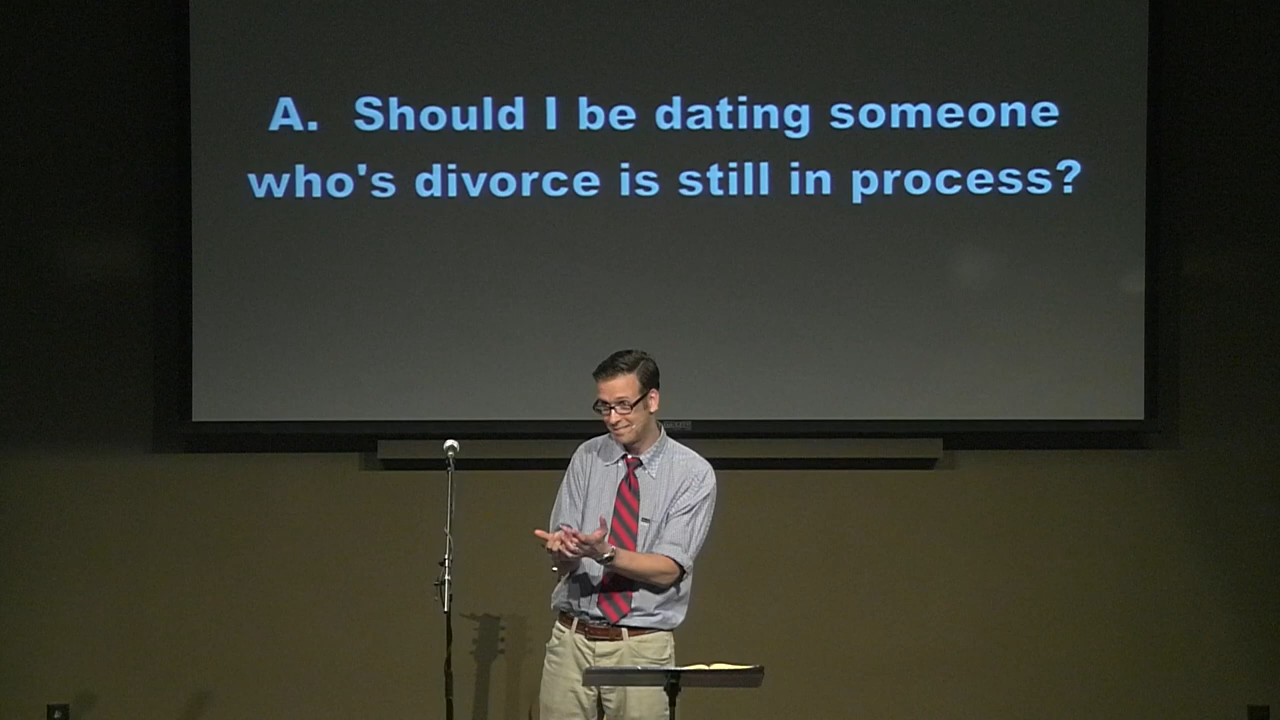 A. Should I be dating someone
who's divorce is still in process?